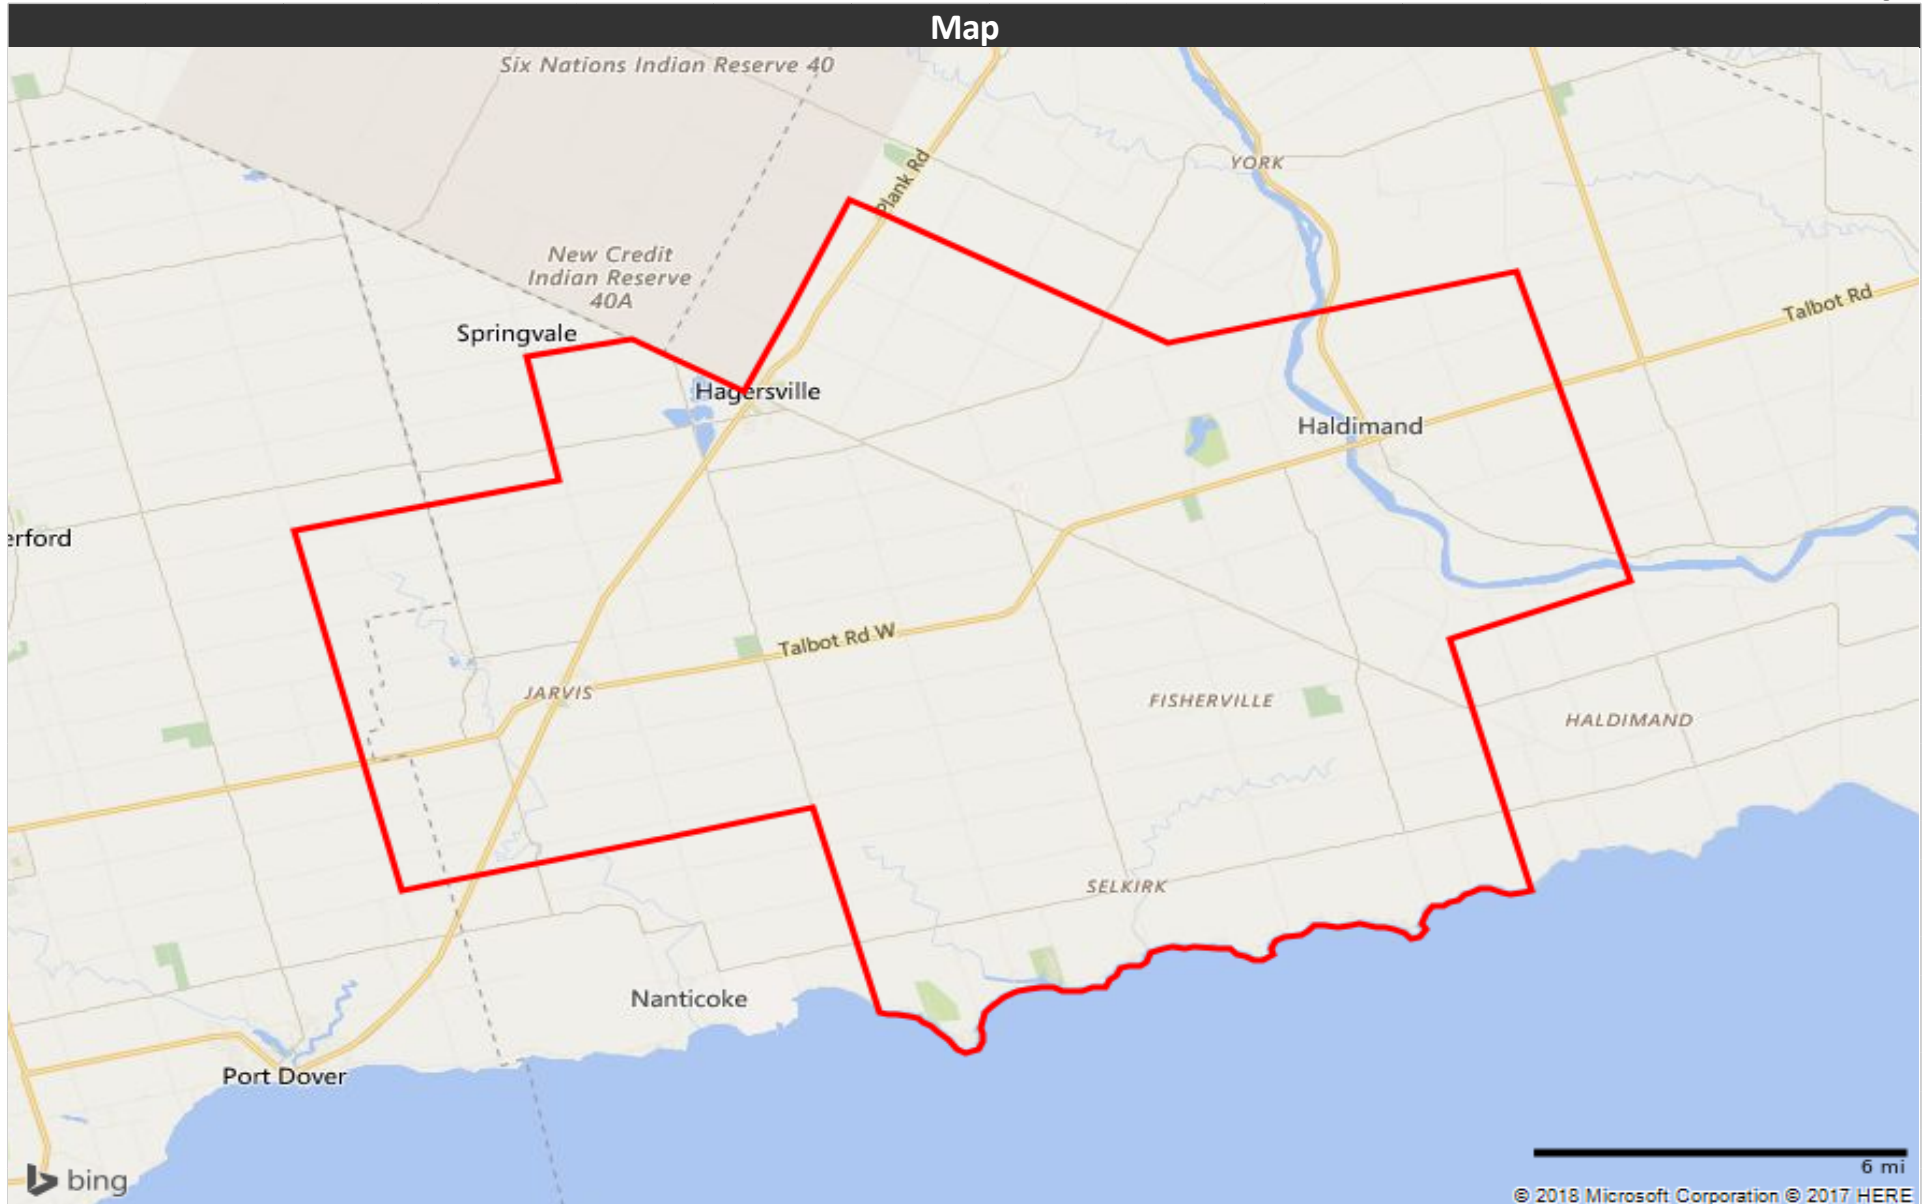 Map
Six Nations Indian Reserve 40
Plank Rd
YORK
New Credit
Indian Reserve
40A
Talbot Rd
Springvale
Hagersville
Haldimand
erford
Talbot Rd W
JARVIS
FISHERVILLE
HALDIMAND
SELKIRK
Nanticoke
Port Dover
6 mi
bing
© 2018 Microsoft Corporation © 2017 HERE